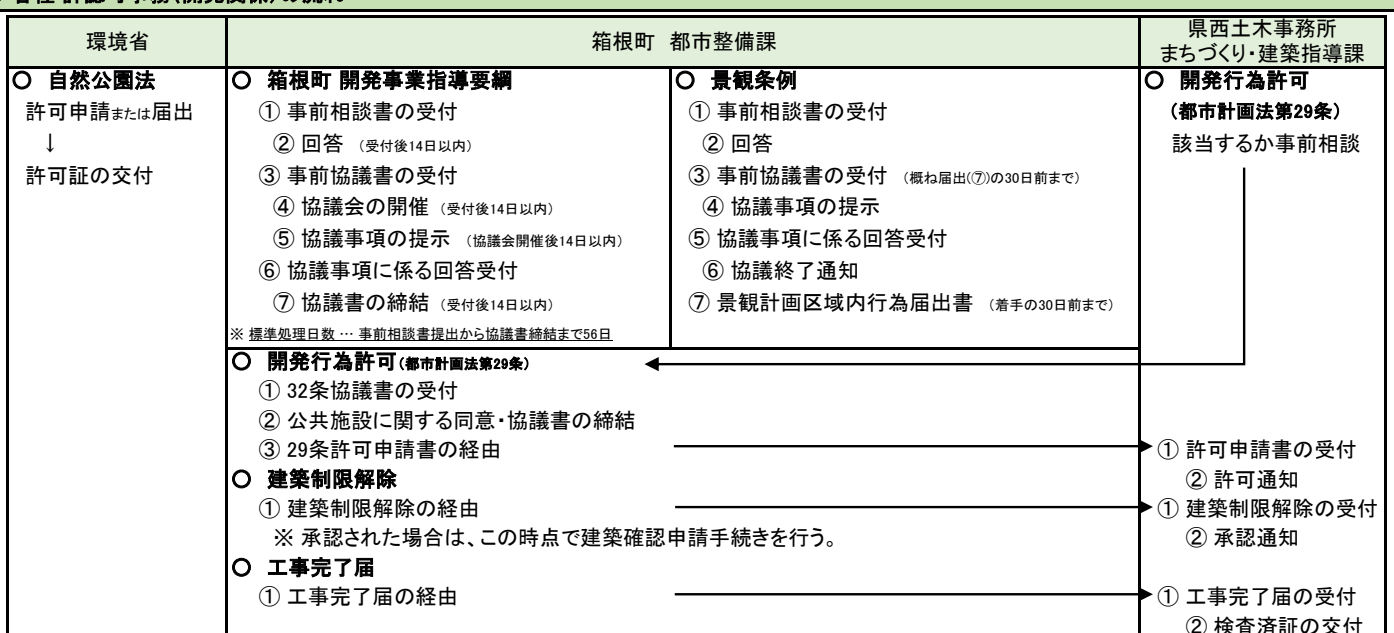 環境省
箱根町 都市整備課
県西土木事務所
まちづくり・建築指導課
○ 自然公園法
許可申請または届出
↓
許可証の交付
○ 箱根町 開発事業指導要綱
① 事前相談書の受付
② 回答 (受付後14日以内)
③ 事前協議書の受付
④ 協議会の開催 (受付後14日以内)
⑤ 協議事項の提示 (協議会開催後14日以内)
⑥ 協議事項に係る回答受付
⑦ 協議書の締結 (受付後14日以内)
※ 標準処理日数 … 事前相談書提出から協議書締結まで56日
○ 景観条例
① 事前相談書の受付
② 回答
③ 事前協議書の受付 (概ね届出(⑦)の30日前まで)
④ 協議事項の提示
⑤ 協議事項に係る回答受付
⑥ 協議終了通知
⑦ 景観計画区域内行為届出書 (着手の30日前まで)
○ 開発行為許可
(都市計画法第29条)
該当するか事前相談
○ 開発行為許可(都市計画法第29条)
① 32条協議書の受付
② 公共施設に関する同意・協議書の締結
③ 29条許可申請書の経由
① 許可申請書の受付
② 許可通知
○ 建築制限解除
① 建築制限解除の経由
※ 承認された場合は、この時点で建築確認申請手続きを行う。
① 建築制限解除の受付
② 承認通知
○ 工事完了届
① 工事完了届の経由
① 工事完了届の受付
② 検査済証の交付